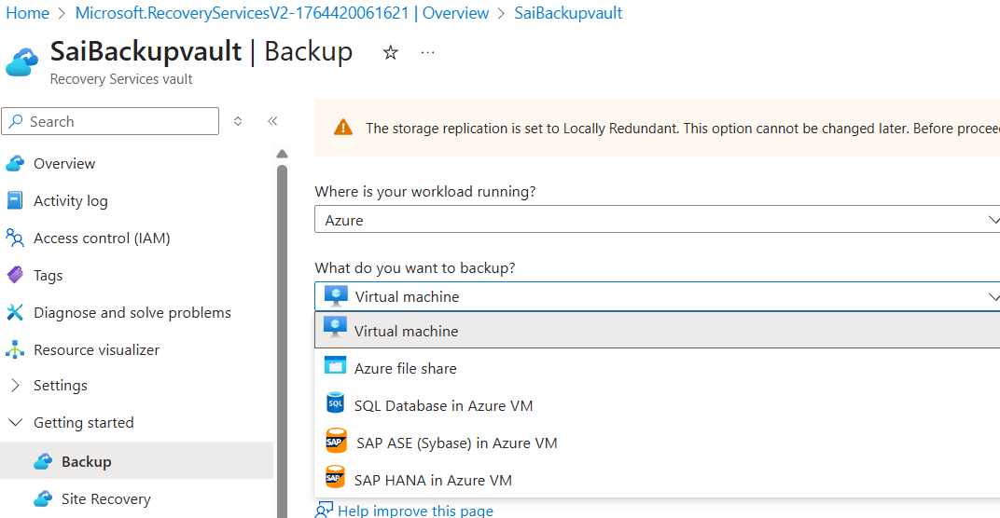 Home > Microsoft.RecoveryServicesV2-1764420061621 | Overview > SaiBackupvault
SaiBackupvault | Backup ☆ ...
Recovery Services vault
Search
The storage replication is set to Locally Redundant. This option cannot be changed later. Before
Overview
Activity log
Access control (IAM)
Tags
Diagnose and solve problems
Resource visualizer
Settings
Getting started
Backup
Site Recovery
Where is your workload running?
Azure
What do you want to backup?
Virtual machine
Virtual machine
Azure file share
SQL
SQL Database in Azure VM
SAP
SAP ASE (Sybase) in Azure VM
SAP
SAP HANA in Azure VM
Help improve this page